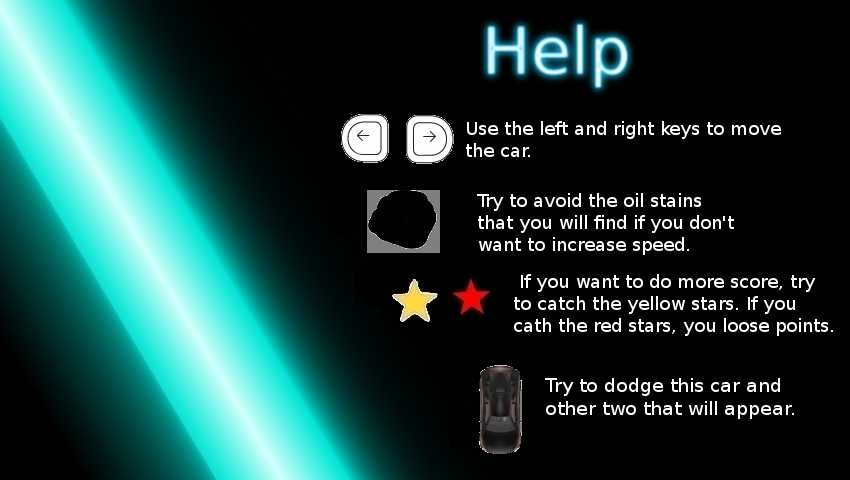 Help
Use the left and right keys to move
the car.
Try to avoid the oil stains
that you will find if you don't
want to increase speed.
If you want to do more score, try
to catch the yellow stars. If you
cath the red stars, you loose points.
Try to dodge this car and
other two that will appear.